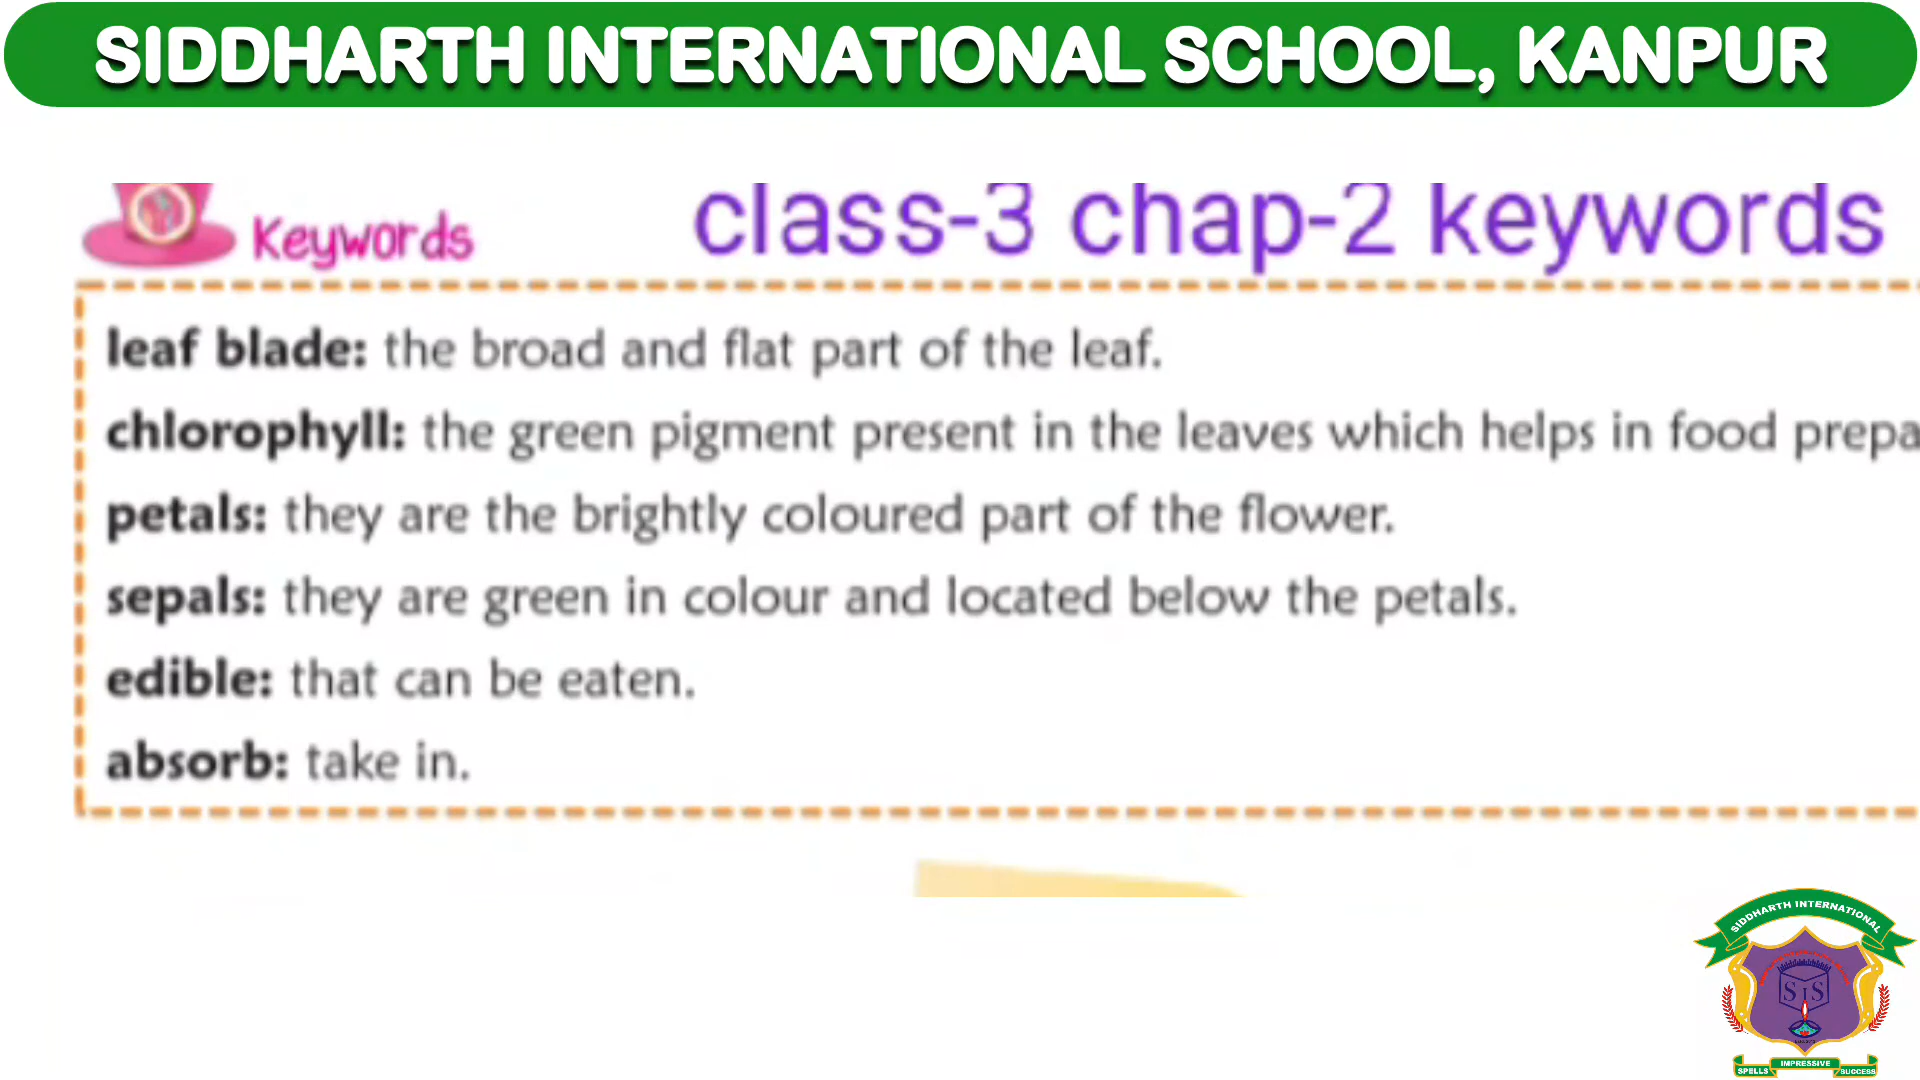 SIDDHARTH INTERNATIONAL SCHOOL, KANPUR
Keywords
class-3 chap-2 keywords
leaf blade: the broad and flat part of the leaf.
chlorophyll: the green pigment present in the leaves which helps in food prepa
petals: they are the brightly coloured part of the flower.
sepals: they are green in colour and located below the petals.
edible: that can be eaten.
absorb: take in.
SIDDHARTH INTERNATIONAL
SIS
SPELLS IMPRESSIVE SUCCESS